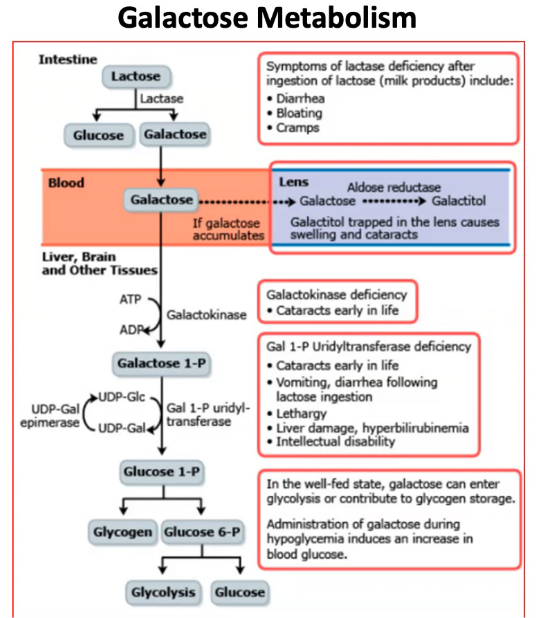 Galactose Metabolism
Intestine
Lactose
Lactase
Glucose
Galactose
Symptoms of lactase deficiency after
ingestion of lactose (milk products) include:
• Diarrhea
• Bloating
• Cramps
Blood
Galactose
If galactose
accumulates
Lens
Aldose reductase
Galactose
Galactitol
Galactitol trapped in the lens causes
swelling and cataracts
Liver, Brain
and Other Tissues
ATP
ADP
Galactokinase
Galactokinase deficiency
• Cataracts early in life
Galactose 1-P
UDP-Gal
epimerase
UDP-Glc
UDP-Gal
Gal 1-P uridyl-
transferase
Gal 1-P Uridyltransferase deficiency
• Cataracts early in life
• Vomiting, diarrhea following
lactose ingestion
• Lethargy
• Liver damage, hyperbilirubinemia
• Intellectual disability
Glucose 1-P
Glycogen
Glucose 6-P
Glycolysis
Glucose
In the well-fed state, galactose can enter
glycolysis or contribute to glycogen storage.
Administration of galactose during
hypoglycemia induces an increase in
blood glucose.